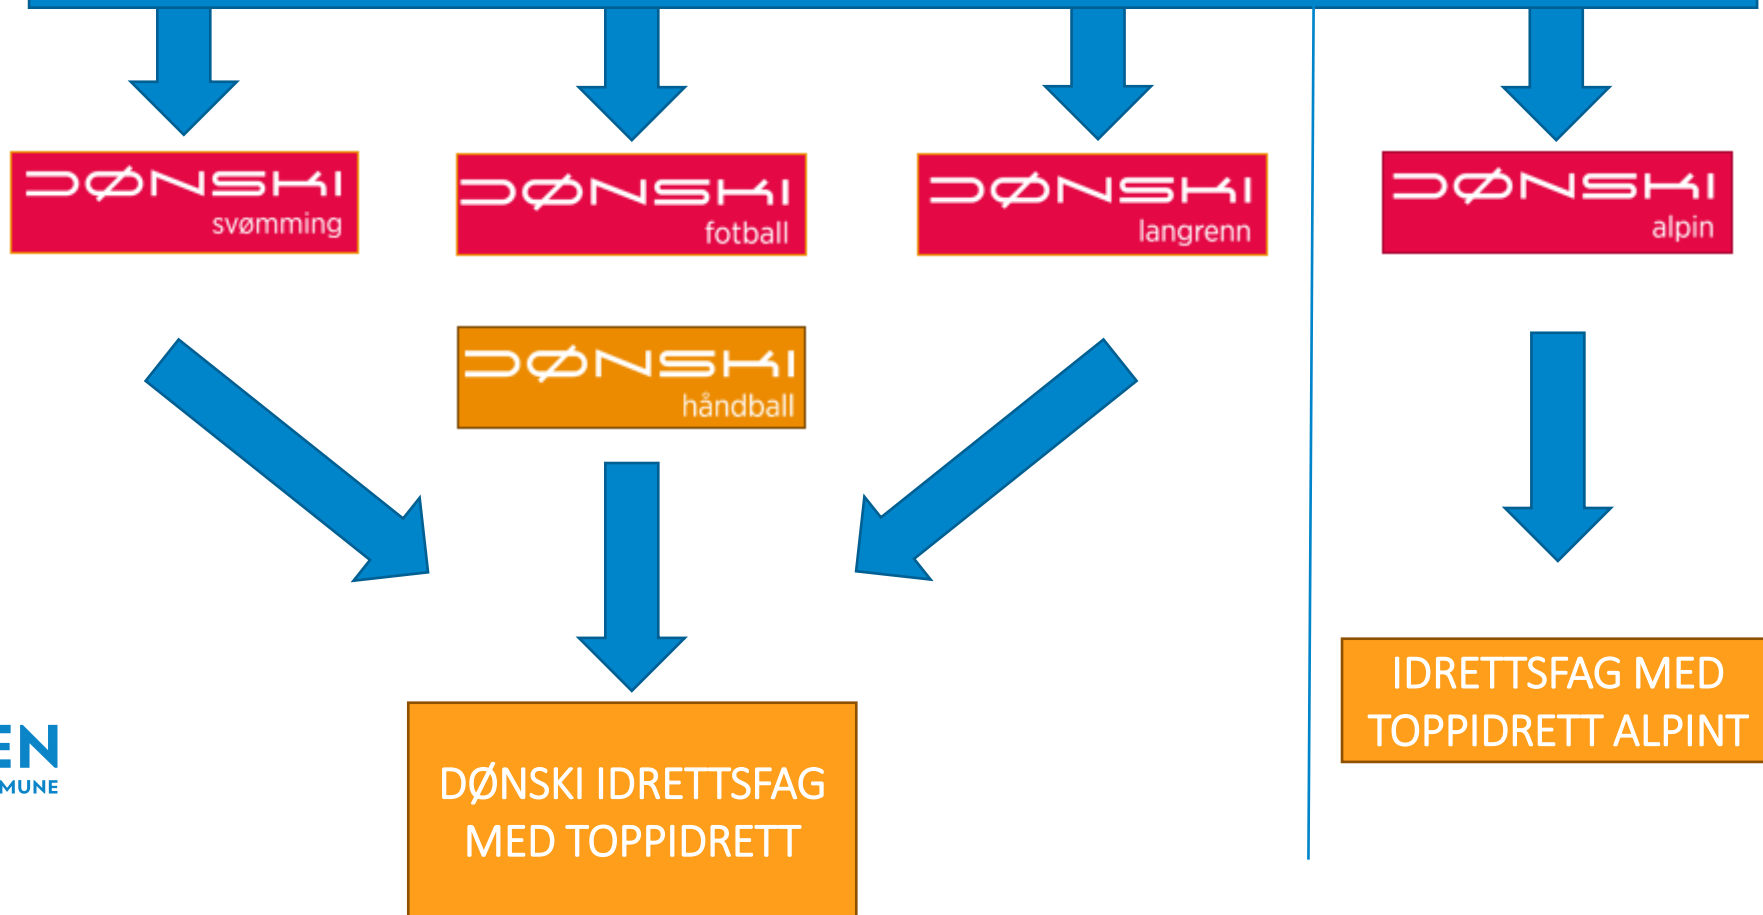 DØNSKI
svømming
DØNSKI
fotball
DØNSKI
langrenn
DØNSKI
alpin
DØNSKI
håndball
IDRETTSFAG MED
TOPPIDRETT ALPINT
EN
MMUNE
DØNSKI IDRETTSFAG
MED TOPPIDRETT